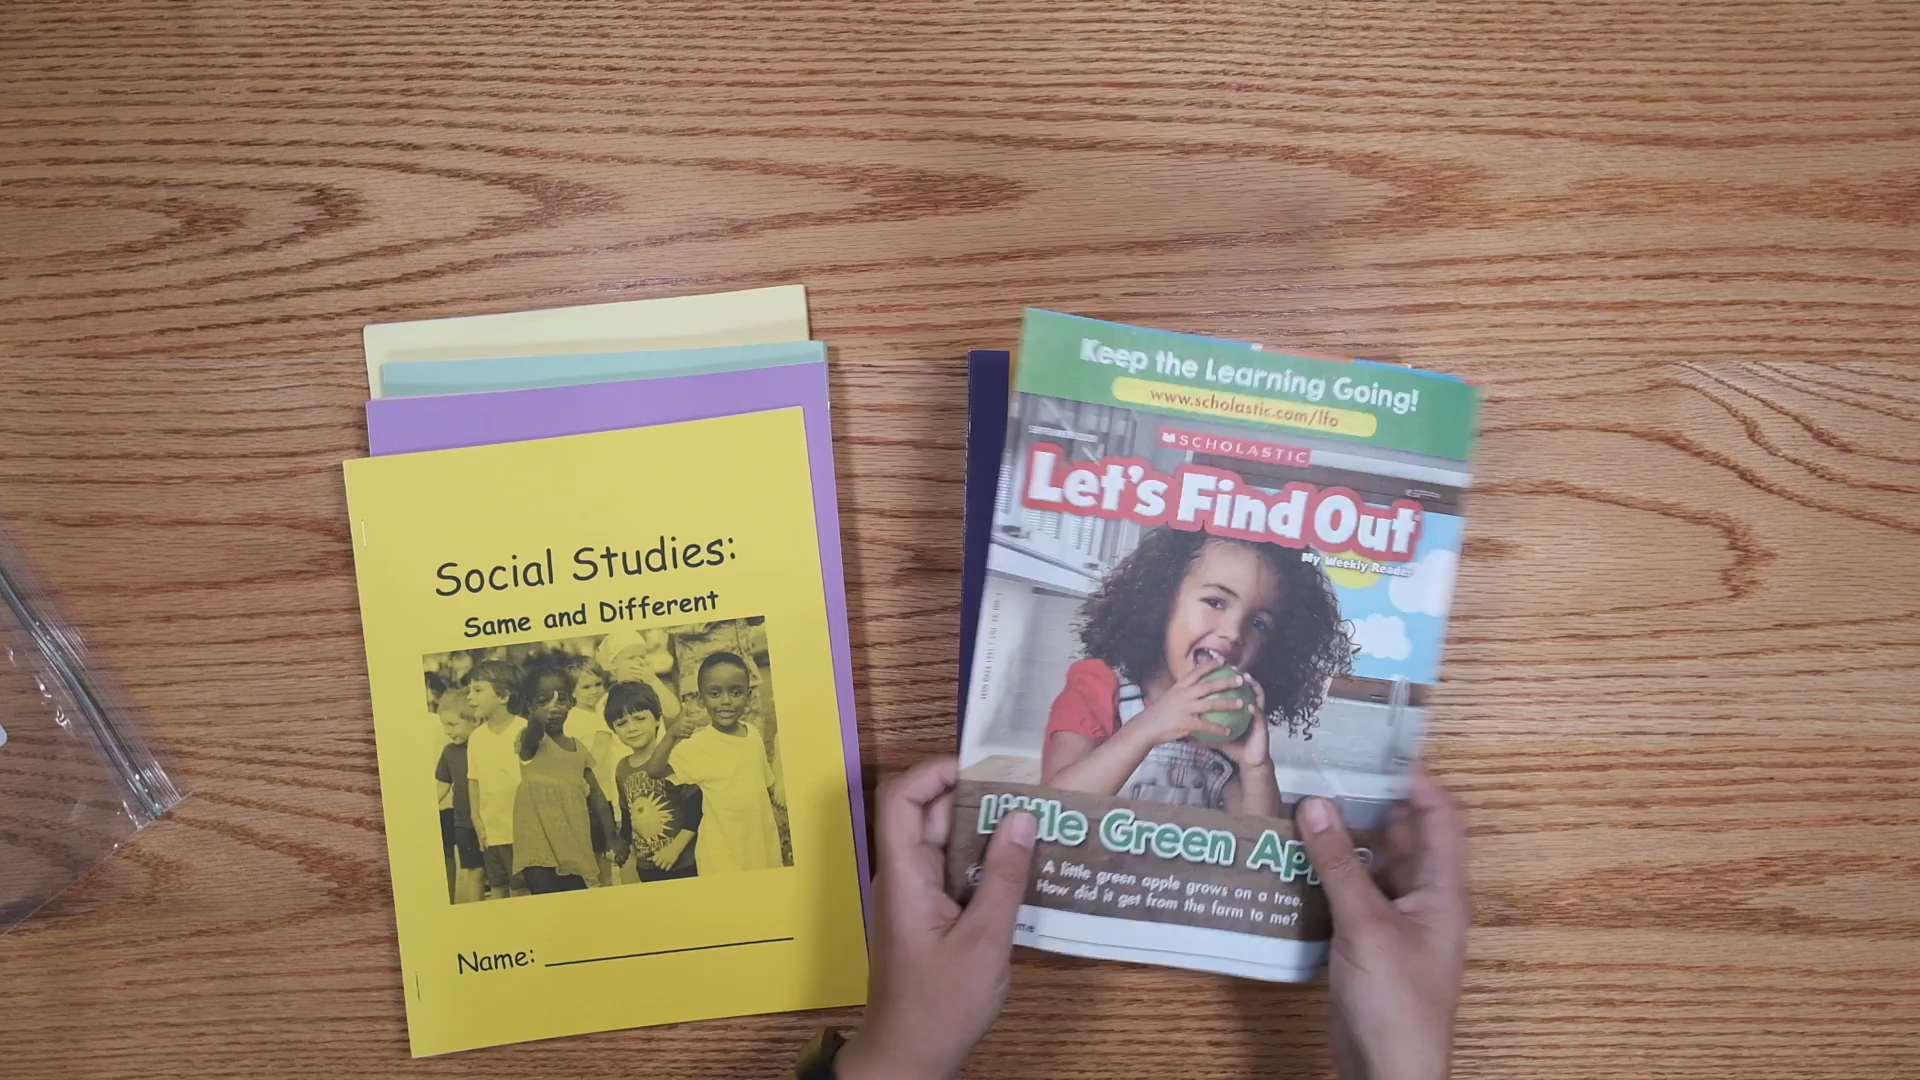 Social Studies:
Same and Different
Name:
Keep the Learning Going!
www.scholastic.com/lfo
SCHOLASTIC
Let's Find Out
My Weekly Reader
Little Green
A little green apple grows on a tree.
How did it get from the farm to me?